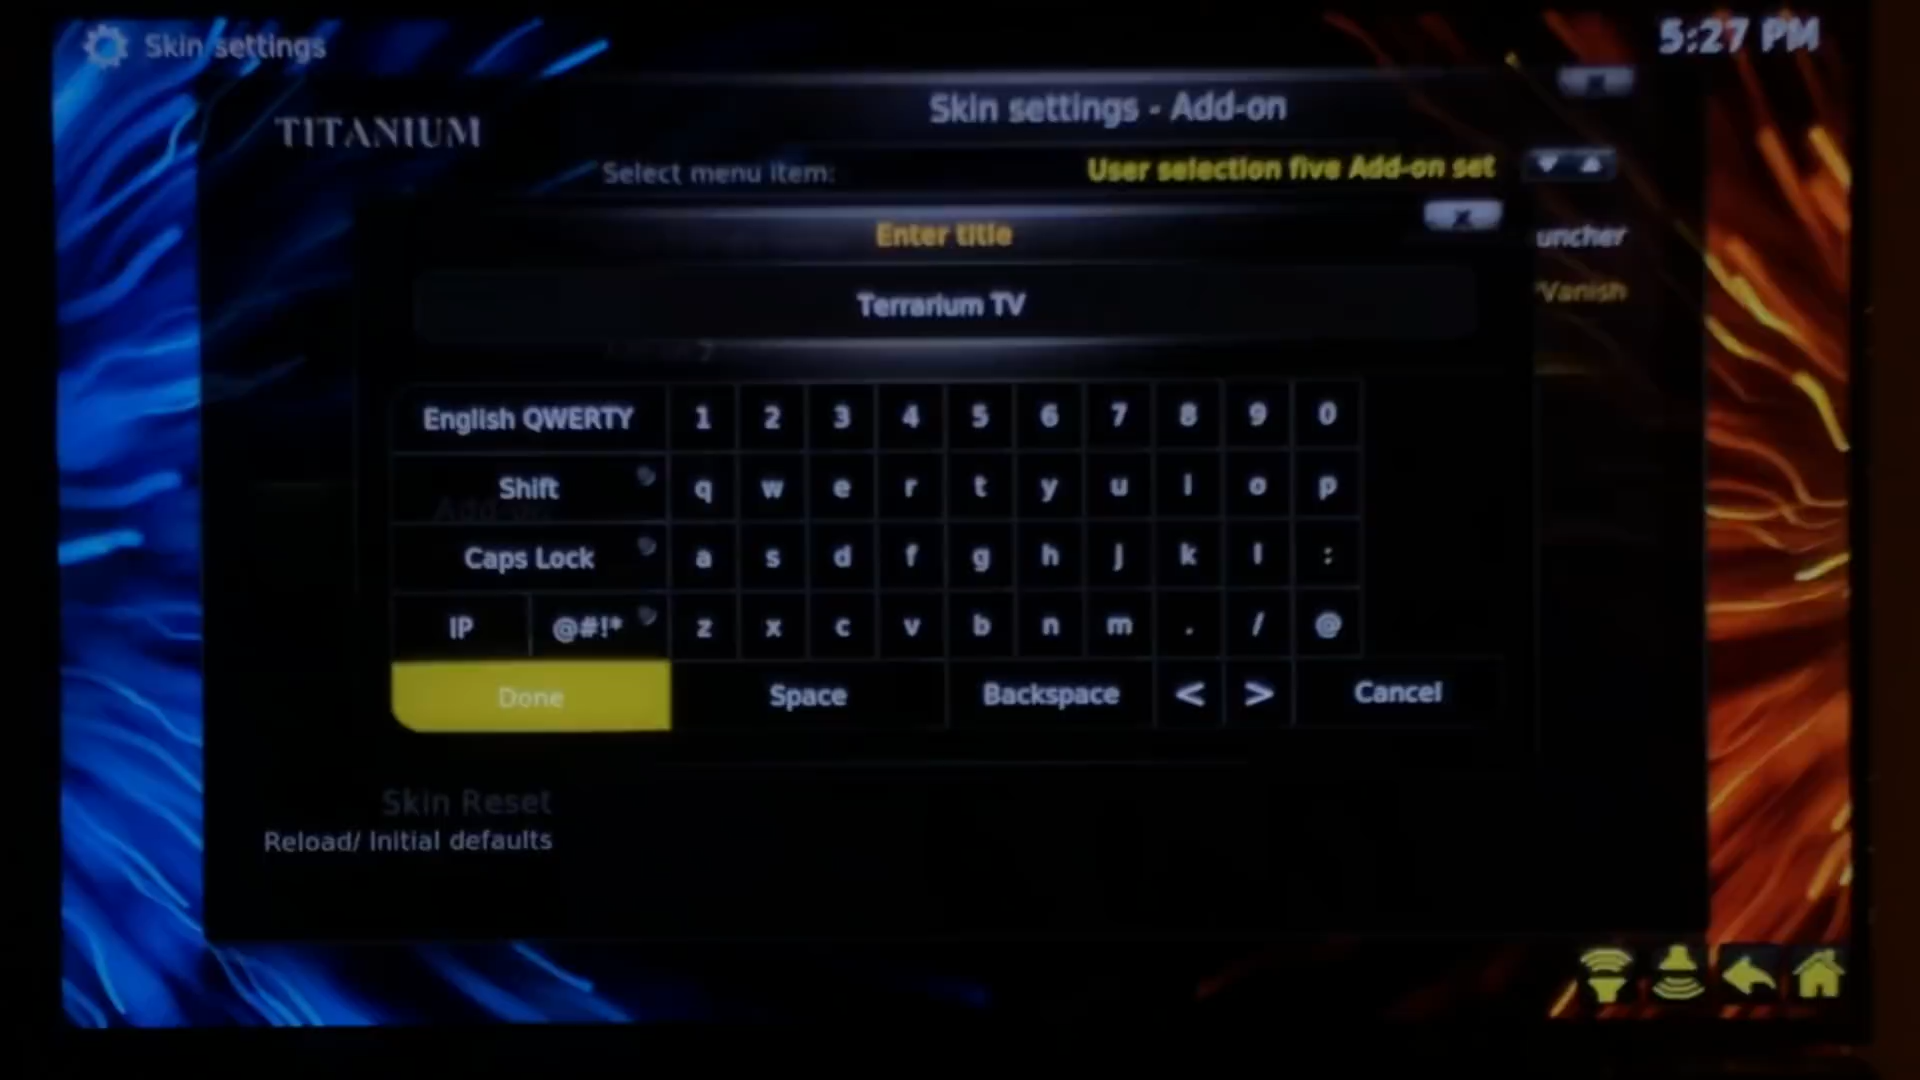 Skin settings
5:27 PM
TITANIUM
Skin settings - Add-on
Select menu item:
User selection five Add-on set
Enter title
uncher
Vanish
Terrarium TV
English QWERTY 1 2 3 4 5 6 7 8 9 0
Shift q w e r t y u i o p
Caps Lock a s d f g h j k l :
IP @#!* z x c v b n m . / @
Done Space Backspace < > Cancel
Skin Reset
Reload/ Initial defaults